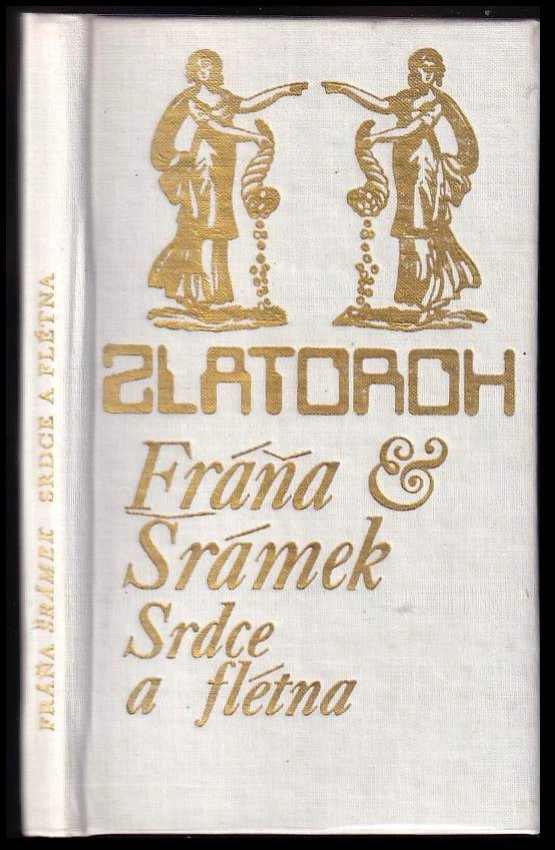 ZLATOROH
Fráňa &
Šrámek
Srdce
a flétna
FRÁŇA ŠRÁMEK SRDCE A FLÉTNA